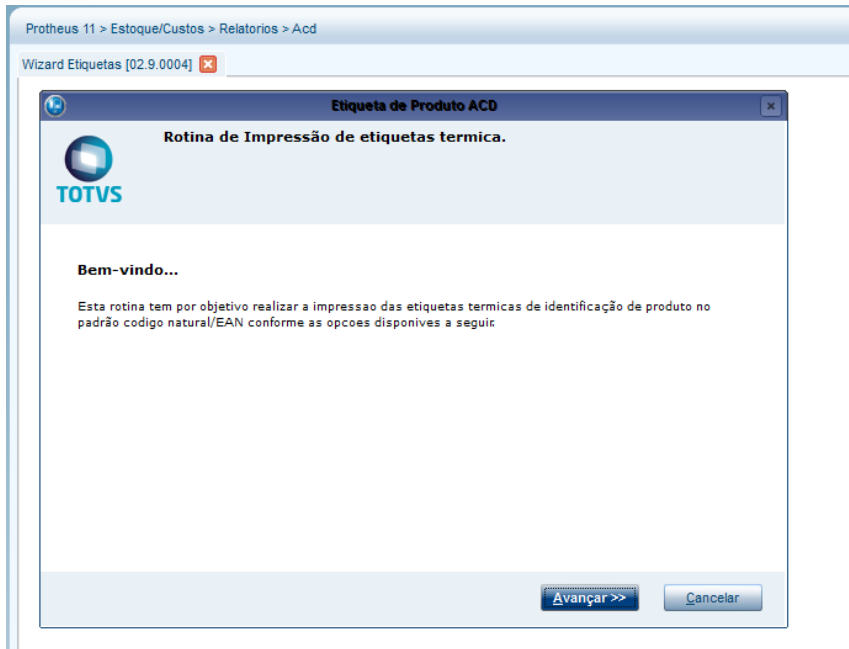 Protheus 11 > Estoque/Custos > Relatorios > Acd
Wizard Etiquetas [02.9.0004]
Etiqueta de Produto ACD
Rotina de Impressão de etiquetas termica.
TOTVS
Bem-vindo...
Esta rotina tem por objetivo realizar a impressao das etiquetas termicas de identificação de produto no
padrão codigo natural/EAN conforme as opcoes disponives a seguir.
Avançar >>
Cancelar